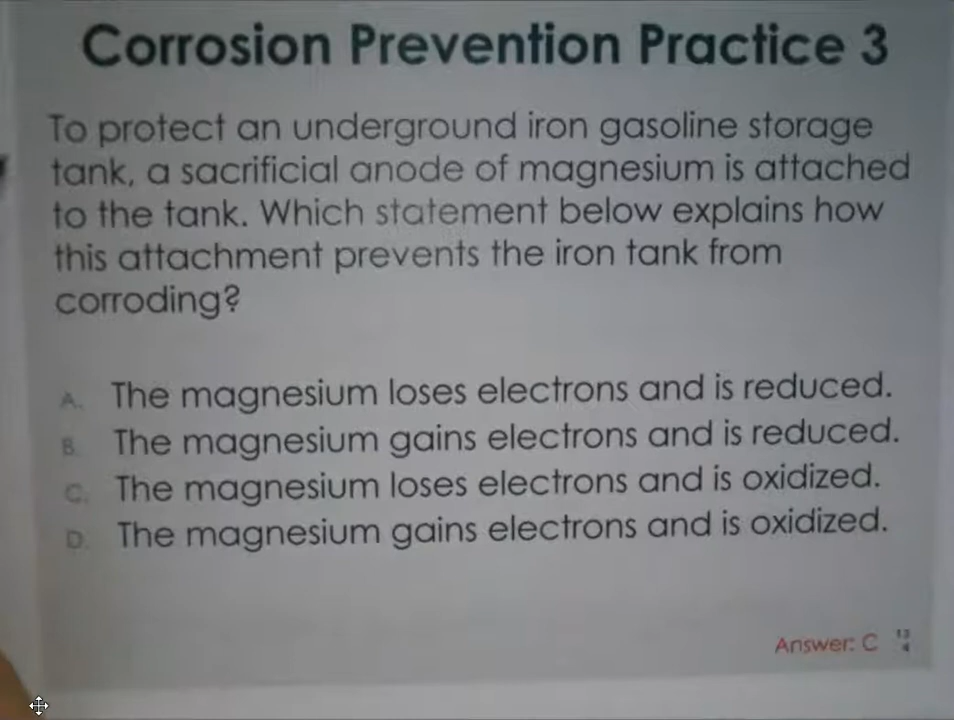 Corrosion Prevention Practice 3
To protect an underground iron gasoline storage
tank, a sacrificial anode of magnesium is attached
to the tank. Which statement below explains how
this attachment prevents the iron tank from
corroding?
A. The magnesium loses electrons and is reduced.
B. The magnesium gains electrons and is reduced.
C. The magnesium loses electrons and is oxidized.
D. The magnesium gains electrons and is oxidized.
Answer: C
13
4